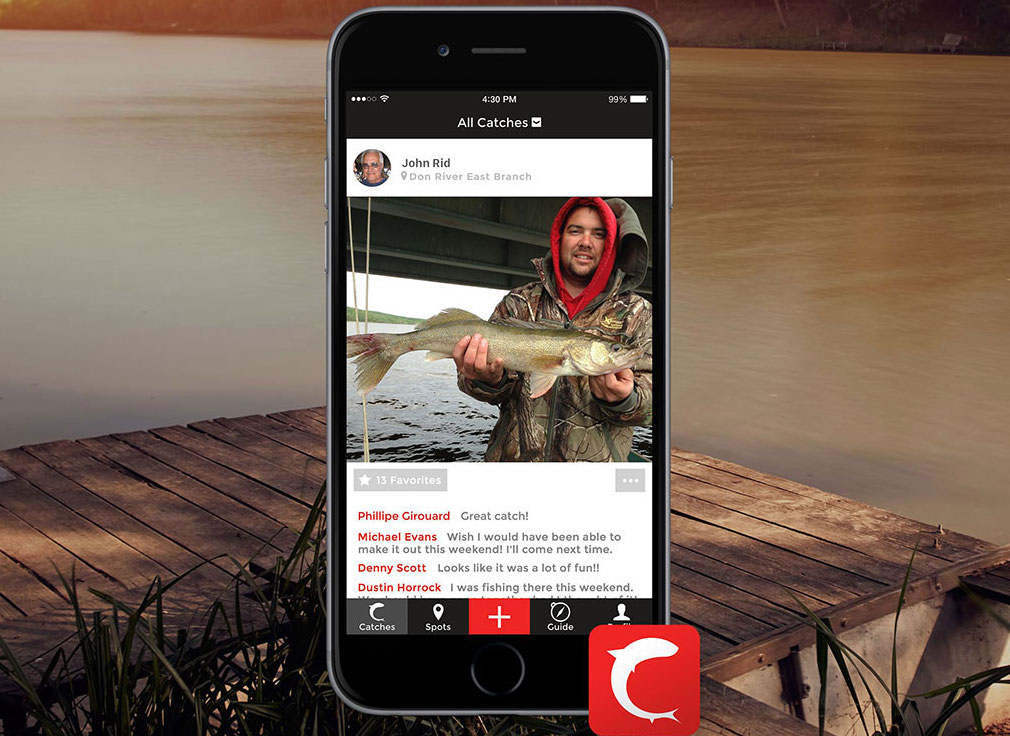 4:30 PM
99%
All Catches
John Rid
Don River East Branch
13 Favorites
Phillipe Girouard Great catch!
Michael Evans Wish I would have been able to
make it out this weekend! I'll come next time.
Denny Scott Looks like it was a lot of fun!!
Dustin Horrock I was fishing there this weekend.
Catches
Spots
Guide